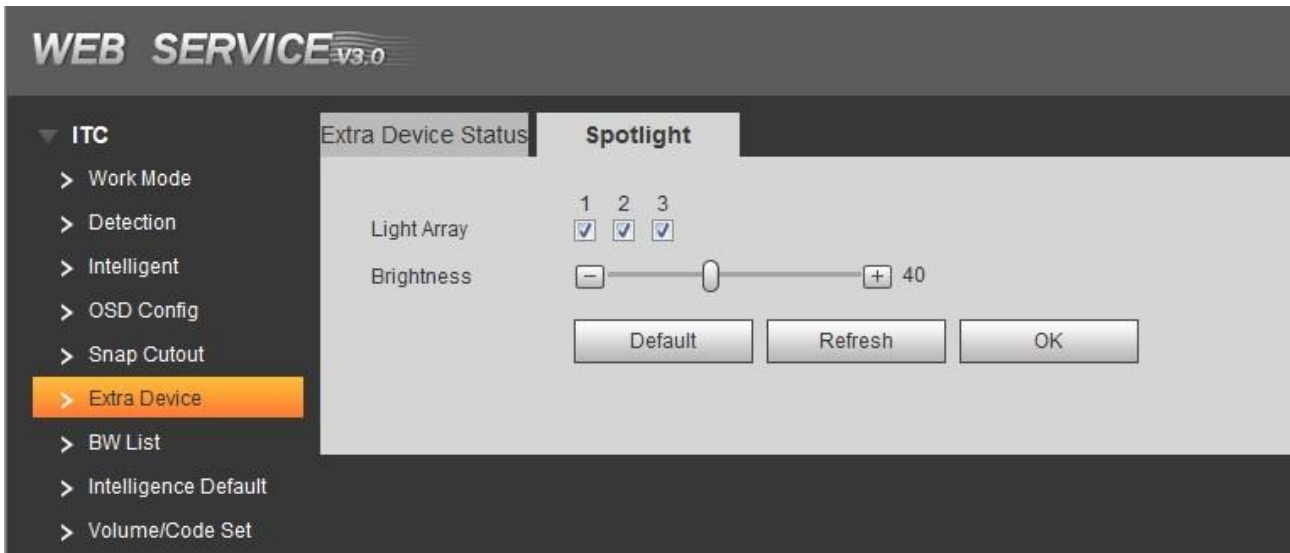 WEB SERVICE V3.0
ITC
Work Mode
Detection
Intelligent
OSD Config
Snap Cutout
Extra Device
BW List
Intelligence Default
Volume/Code Set
Extra Device Status
Spotlight
1 2 3
Light Array
Brightness
40
Default
Refresh
OK